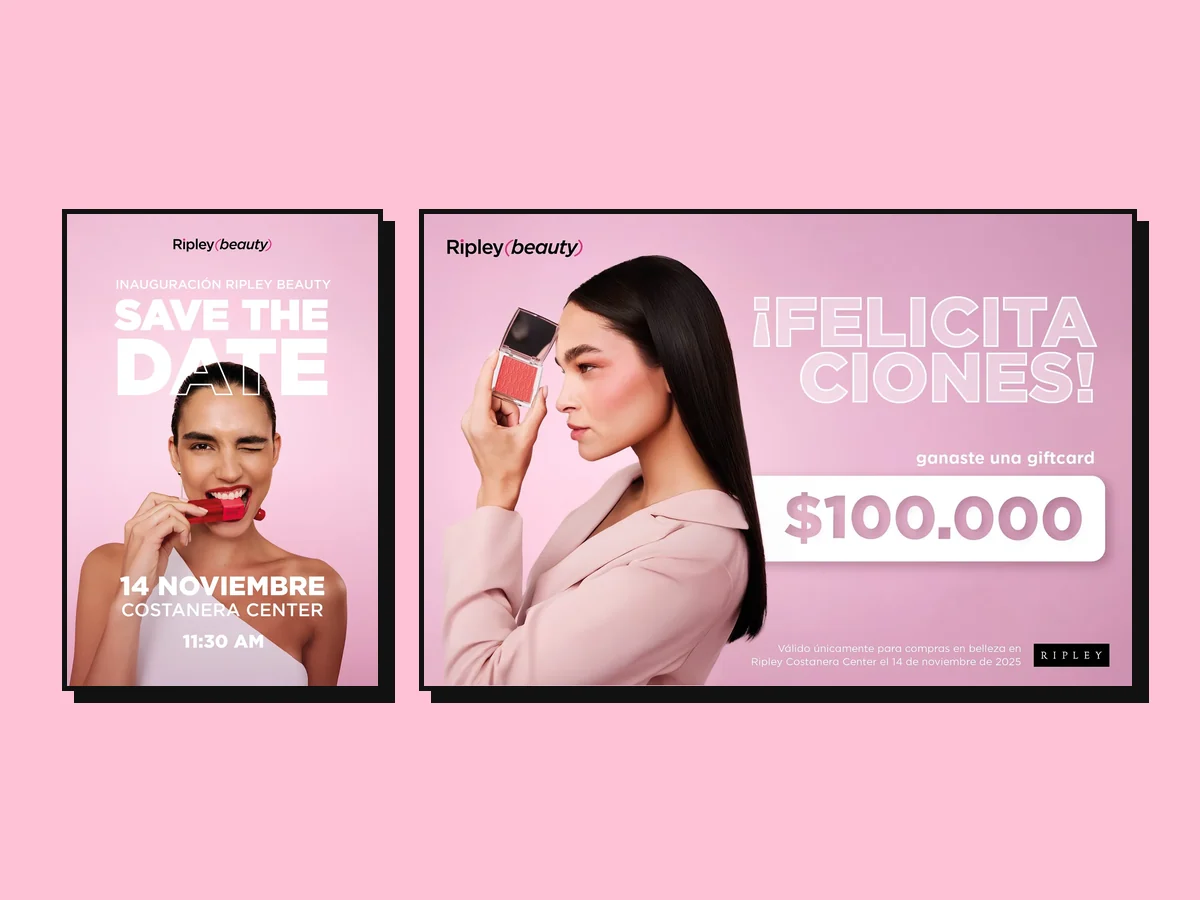 Ripley(beauty)
INAUGURACIÓN RIPLEY BEAUTY
SAVE THE
DATE
14 NOVIEMBRE
COSTANERA CENTER
11:30 AM
Ripley(beauty)
¡FELICITA
CIONES!
ganaste una giftcard
$100.000
Válido únicamente para compras en belleza en
Ripley Costanera Center el 14 de noviembre de 2025
RIPLEY